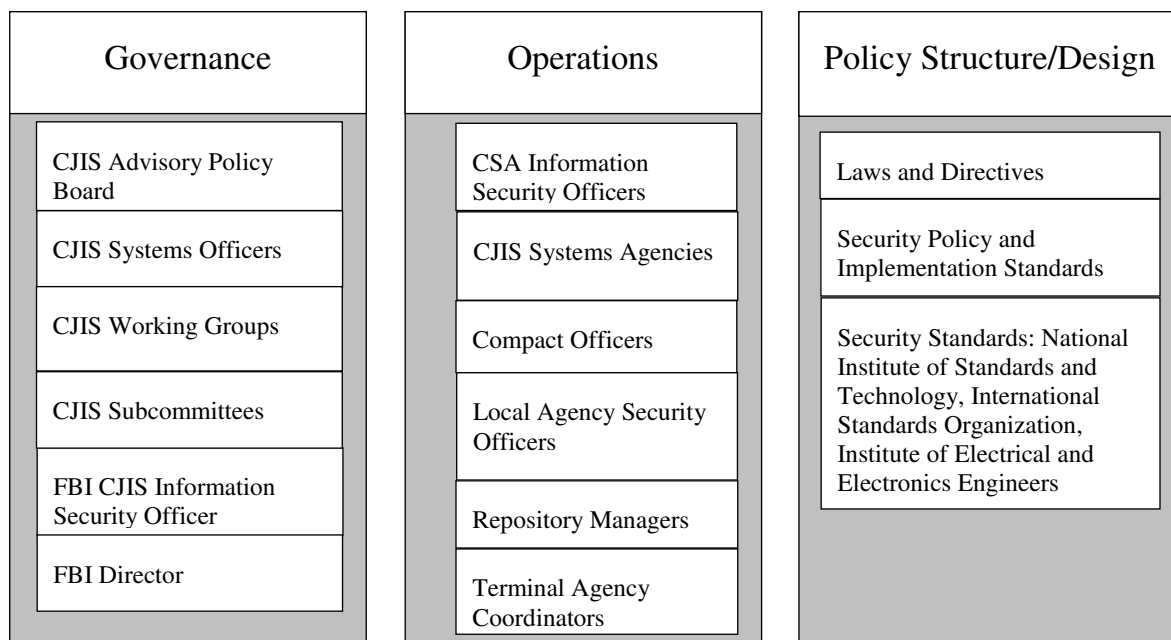 Governance
CJIS Advisory Policy
Board
CJIS Systems Officers
CJIS Working Groups
CJIS Subcommittees
FBI CJIS Information
Security Officer
FBI Director
Operations
CSA Information
Security Officers
CJIS Systems Agencies
Compact Officers
Local Agency Security
Officers
Repository Managers
Terminal Agency
Coordinators
Policy Structure/Design
Laws and Directives
Security Policy and
Implementation Standards
Security Standards: National
Institute of Standards and
Technology, International
Standards Organization,
Institute of Electrical and
Electronics Engineers